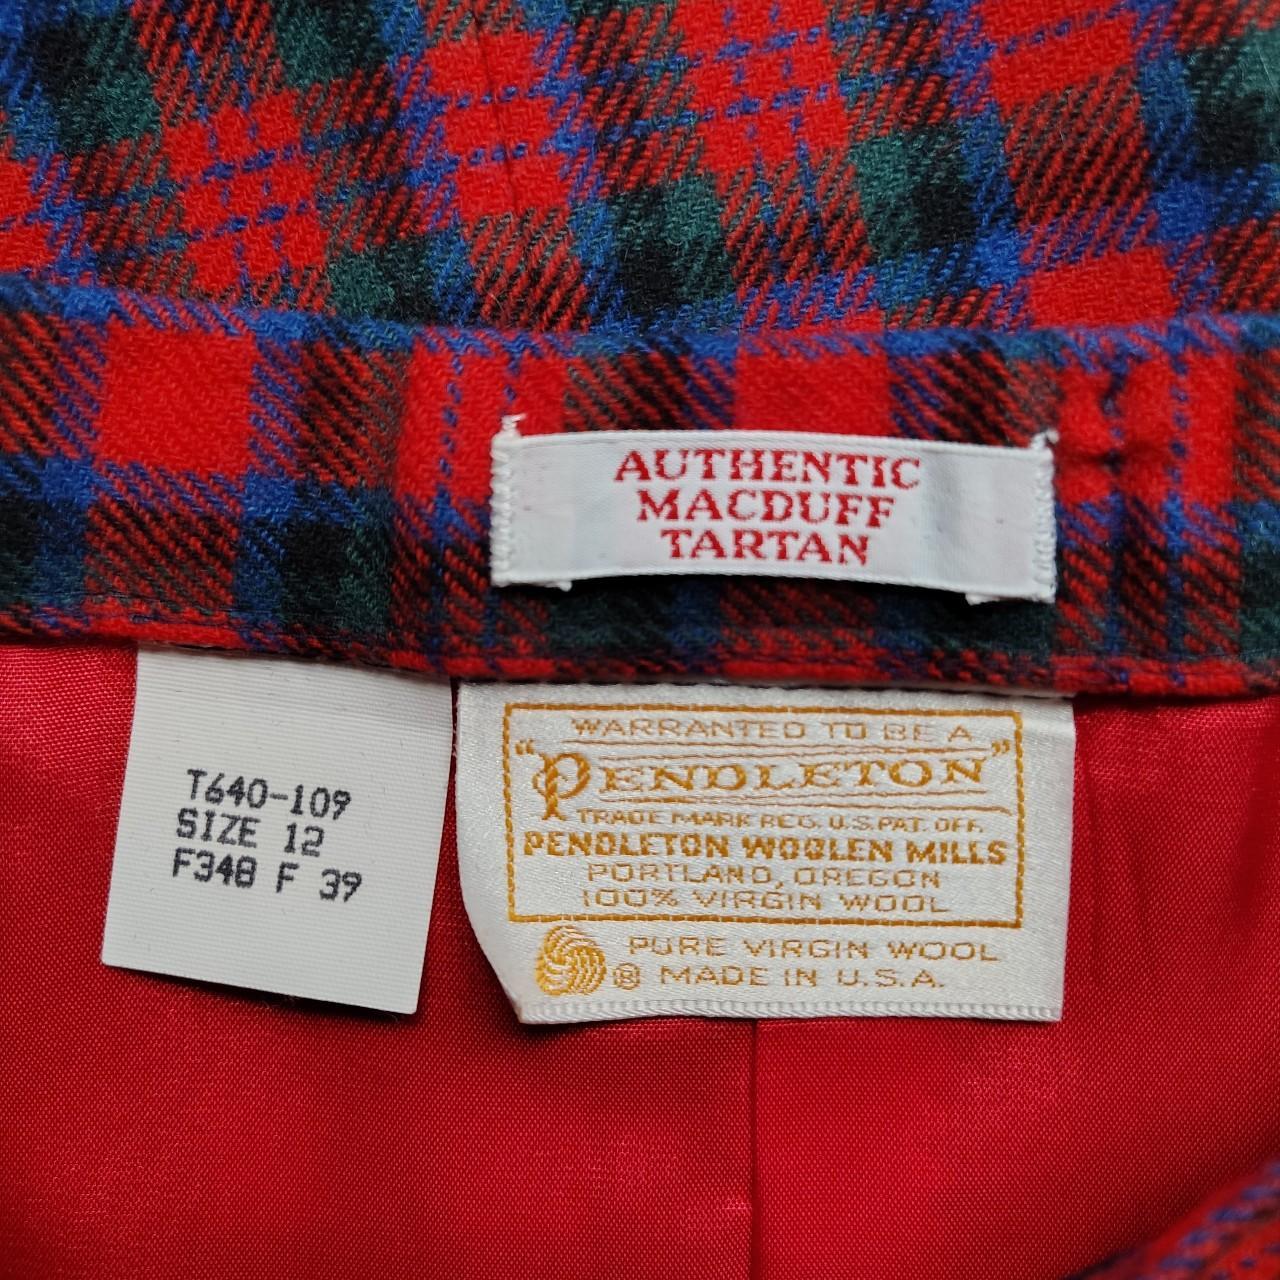 AUTHENTIC
MACDUFF
TARTAN
T640-109
SIZE 12
F348 F 39
WARRANTED TO BE A
"PENDLETON"
TRADE MARK REG. U.S. PAT. OFF.
PENDLETON WOOLEN MILLS
PORTLAND, OREGON
100% VIRGIN WOOL
PURE VIRGIN WOOL
® MADE IN U.S.A.